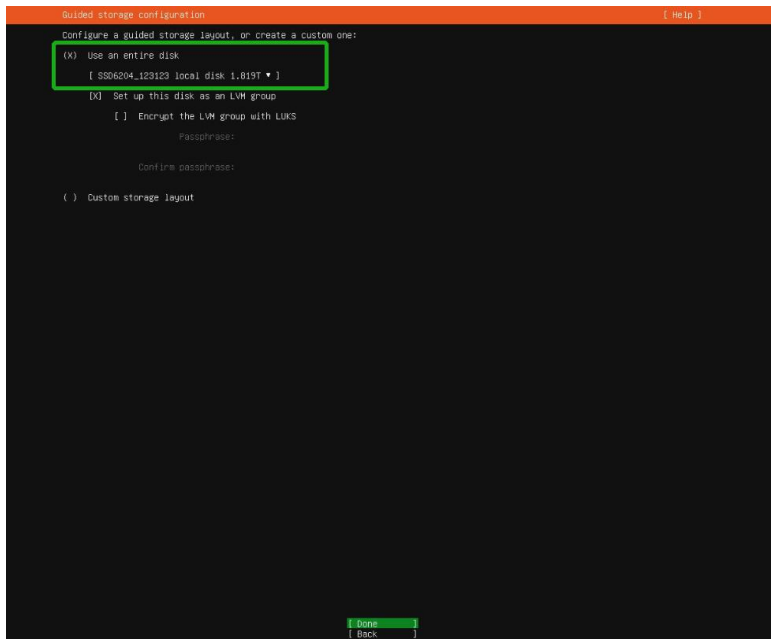 Guided storage configuration [ Help ]
Configure a guided storage layout, or create a custom one:
(X) Use an entire disk
[ SSD6204_123123 local disk 1.819T ▾ ]
[X] Set up this disk as an LVM group
[ ] Encrypt the LVM group with LUKS
Passphrase:
Confirm passphrase:
( ) Custom storage layout
[ Done ]
[ Back ]